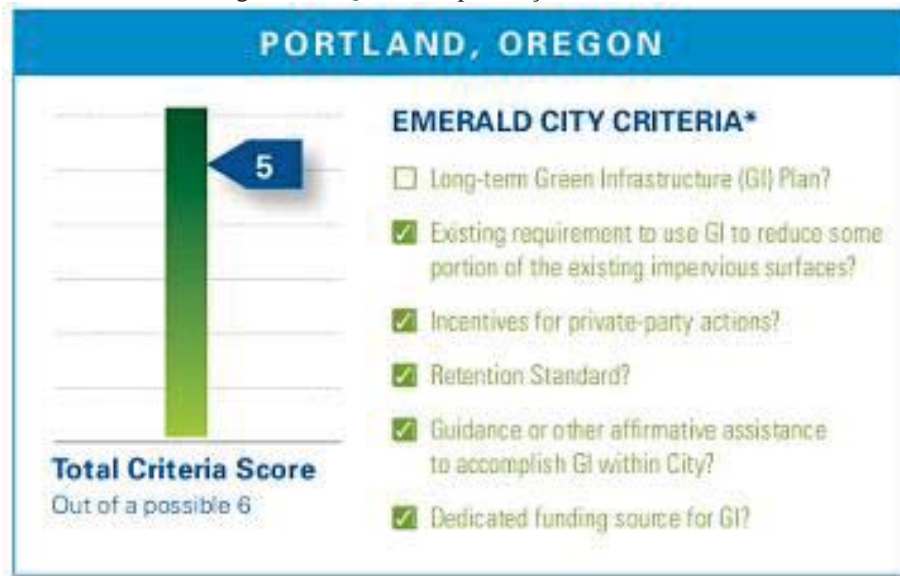 PORTLAND, OREGON
5
Total Criteria Score
Out of a possible 6
EMERALD CITY CRITERIA*
Long-term Green Infrastructure (GI) Plan?
Existing requirement to use GI to reduce some
portion of the existing impervious surfaces?
Incentives for private-party actions?
Retention Standard?
Guidance or other affirmative assistance
to accomplish GI within City?
Dedicated funding source for GI?